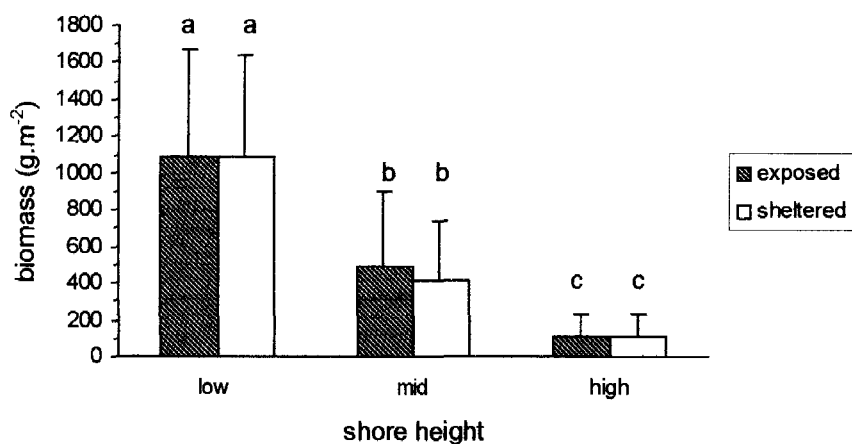 1800
1600
1400
1200
1000
800
600
400
200
0
biomass (g.m-2)
a a
b b
c c
exposed
sheltered
low mid high
shore height